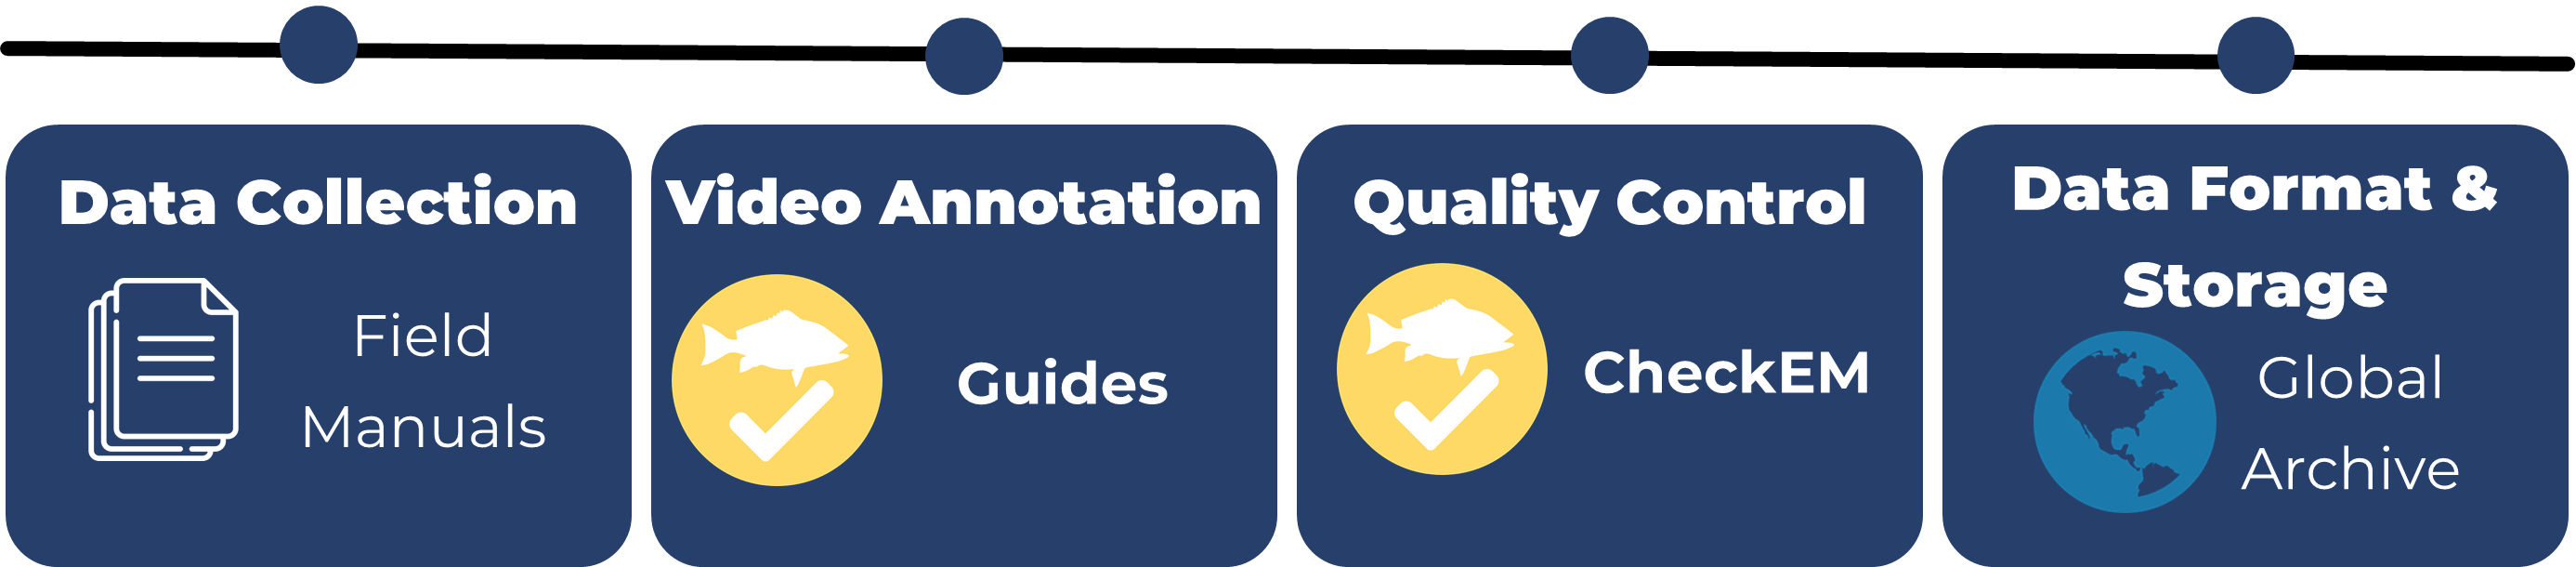 Data Collection
Field
Manuals
Video Annotation
Guides
Quality Control
CheckEM
Data Format &
Storage
Global
Archive